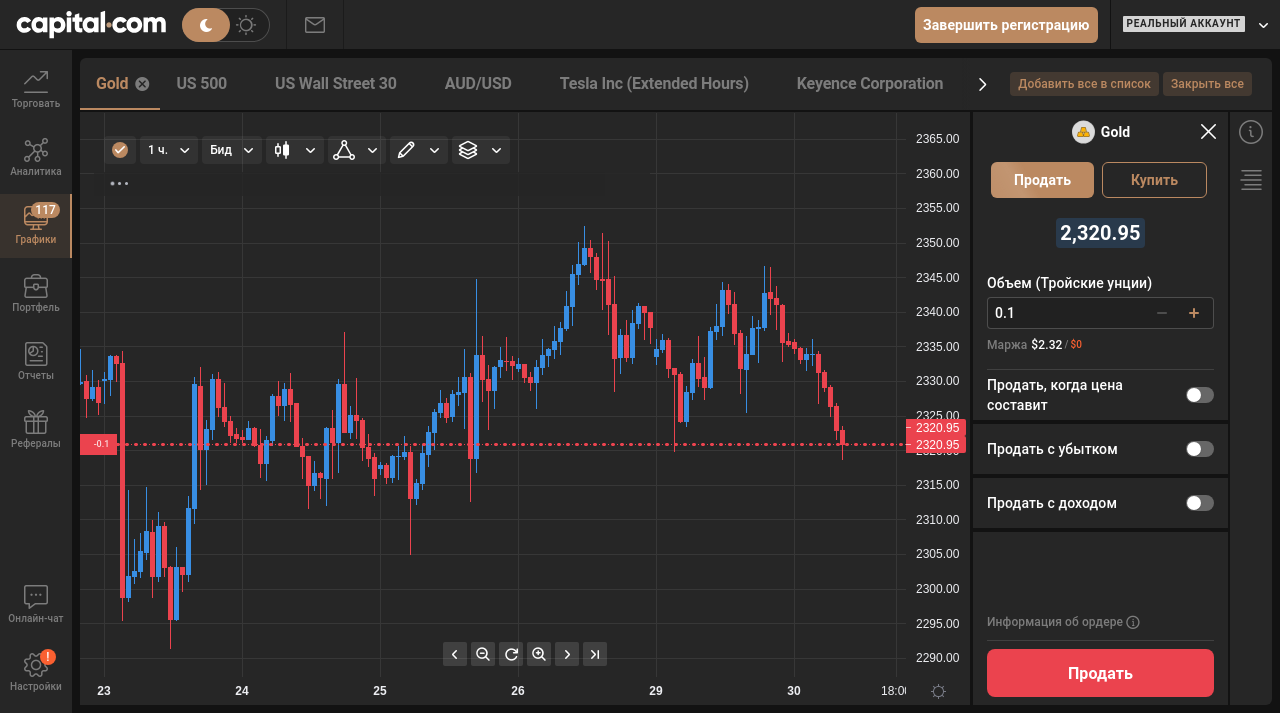 capital.com
Завершить регистрацию
РЕАЛЬНЫЙ АККАУНТ
Торговать
Аналитика
117
Графики
Портфель
Отчеты
Рефералы
Онлайн-чат
!
Настройки
Gold
US 500
US Wall Street 30
AUD/USD
Tesla Inc (Extended Hours)
Keyence Corporation
Добавить все в список
Закрыть все
1 ч.
Бид
-0.1
2365.00
2360.00
2355.00
2350.00
2345.00
2340.00
2335.00
2330.00
2325.00
2320.95
2320.95
2320.00
2315.00
2310.00
2305.00
2300.00
2295.00
2290.00
23
24
25
26
29
30
18:00
Gold
Продать
Купить
2,320.95
Объем (Тройские унции)
0.1
Маржа $2.32 / $0
Продать, когда цена
составит
Продать с убытком
Продать с доходом
Информация об ордере
Продать